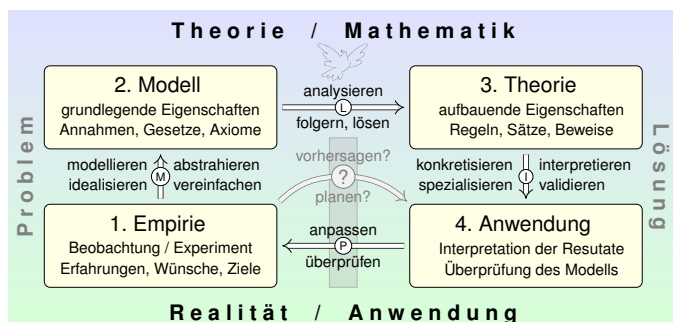 Theorie / Mathematik
2. Modell
grundlegende Eigenschaften
Annahmen, Gesetze, Axiome
analysieren
L
folgern, lösen
3. Theorie
aufbauende Eigenschaften
Regeln, Sätze, Beweise
Problem
Lösung
modellieren abstrahieren
M
idealisieren vereinfachen
vorhersagen?
?
planen?
konkretisieren interpretieren
I
spezialisieren validieren
1. Empirie
Beobachtung / Experiment
Erfahrungen, Wünsche, Ziele
anpassen
P
überprüfen
4. Anwendung
Interpretation der Resutate
Überprüfung des Modells
Realität / Anwendung